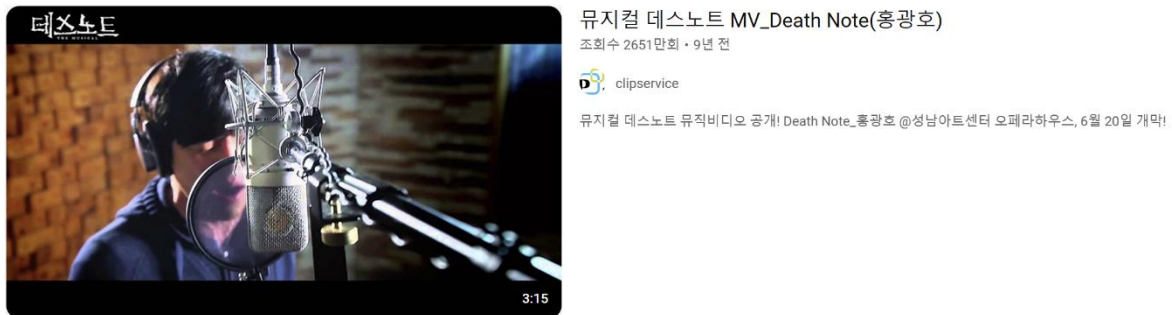 데스노트
THE MUSICAL
3:15
뮤지컬 데스노트 MV_Death Note(홍광호)
조회수 2651만회 • 9년 전
clipservice
뮤지컬 데스노트 뮤직비디오 공개! Death Note_홍광호 @성남아트센터 오페라하우스, 6월 20일 개막!